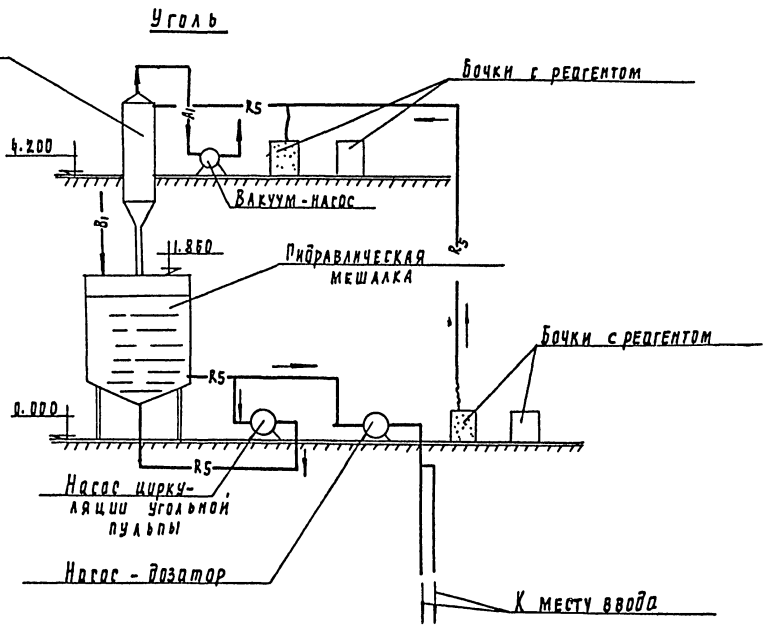 Уголь
Бочки с реагентом
R5
A1
4.200
Вакуум-насос
B1
1.860
R5
Гидравлическая
мешалка
Бочки с реагентом
R5
0.000
R5
Насос цирку-
ляции угольной
пульпы
Насос - дозатор
К месту ввода